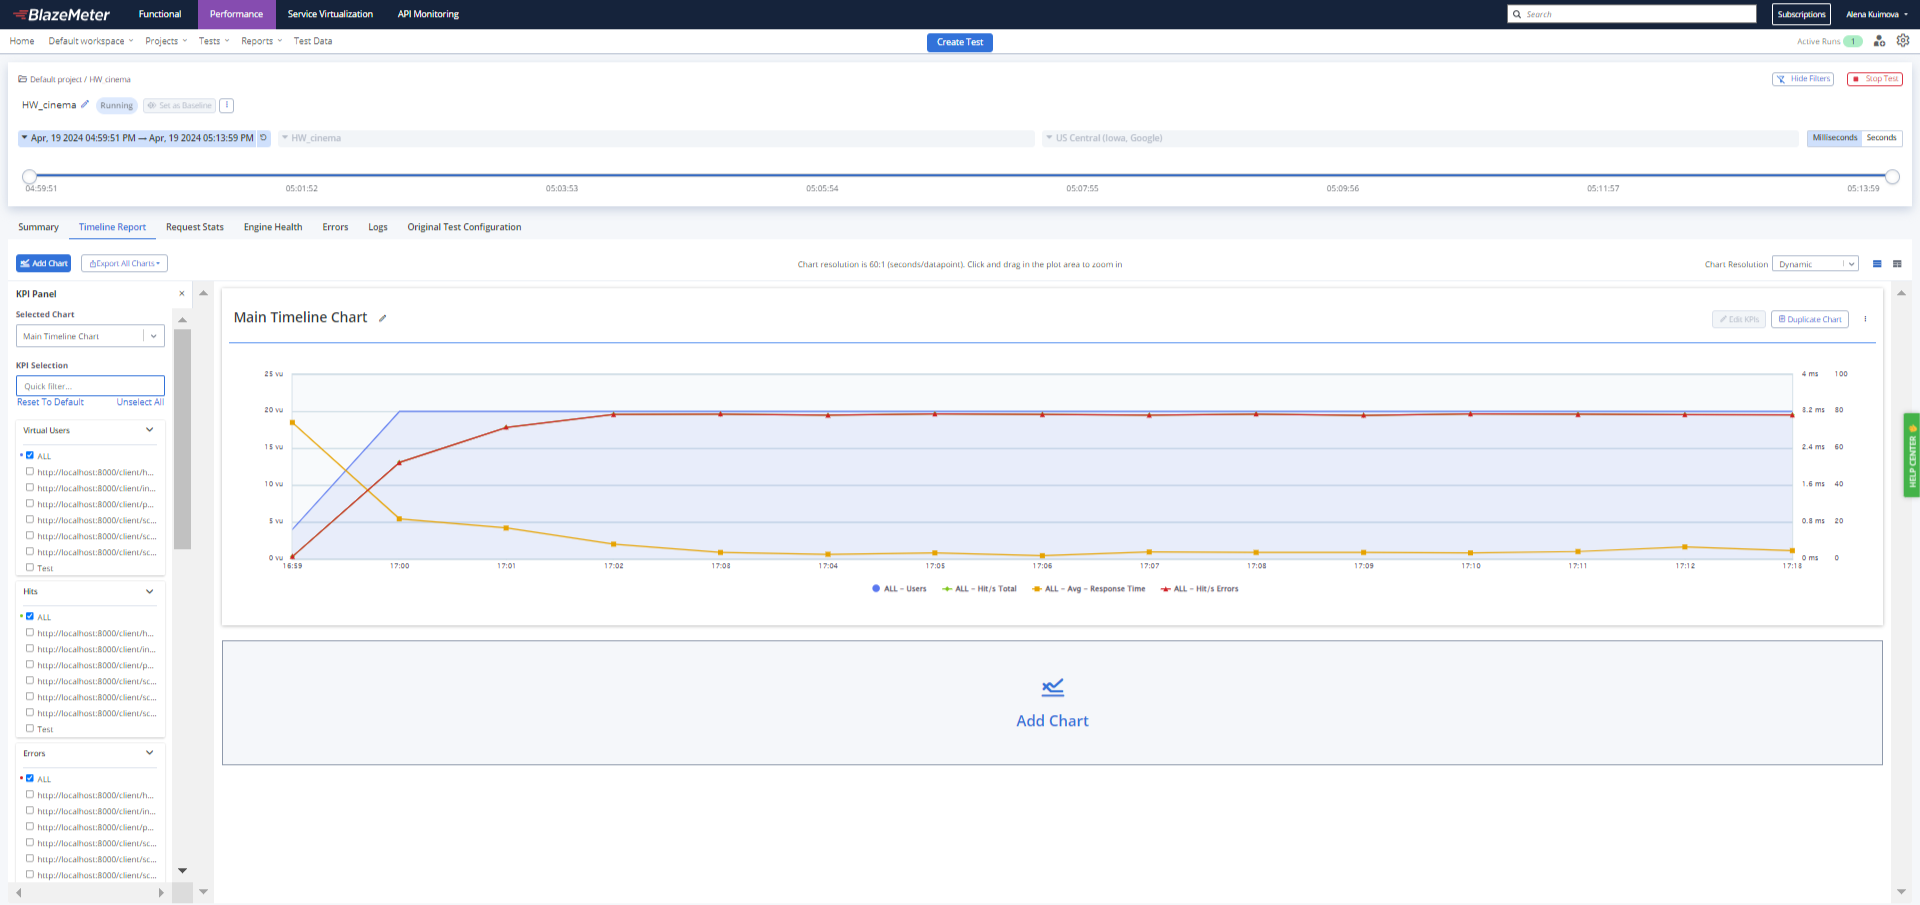 BlazeMeter Functional Performance Service Virtualization API Monitoring Search Subscriptions Alena Kuimova
Home Default workspace Projects Tests Reports Test Data Create Test Active Runs 1
Default project / HW_cinema Hide Filters Stop Test
HW_cinema Running Set as Baseline
Apr, 19 2024 04:59:51 PM — Apr, 19 2024 05:13:59 PM HW_cinema US Central (Iowa, Google) Milliseconds Seconds
04:59:51 05:01:52 05:03:53 05:05:54 05:07:55 05:09:56 05:11:57 05:13:59
Summary Timeline Report Request Stats Engine Health Errors Logs Original Test Configuration
Add Chart Export All Charts Chart resolution is 60:1 (seconds/datapoint). Click and drag in the plot area to zoom in Chart Resolution Dynamic
KPI Panel ×
Selected Chart
Main Timeline Chart
KPI Selection
Quick filter...
Reset To Default Unselect All
Virtual Users
ALL
http://localhost:8000/client/h...
http://localhost:8000/client/in...
http://localhost:8000/client/p...
http://localhost:8000/client/sc...
http://localhost:8000/client/sc...
http://localhost:8000/client/sc...
Test
Hits
ALL
http://localhost:8000/client/h...
http://localhost:8000/client/in...
http://localhost:8000/client/p...
http://localhost:8000/client/sc...
http://localhost:8000/client/sc...
http://localhost:8000/client/sc...
Test
Errors
ALL
http://localhost:8000/client/h...
http://localhost:8000/client/in...
http://localhost:8000/client/p...
http://localhost:8000/client/sc...
http://localhost:8000/client/sc...
http://localhost:8000/client/sc...
Main Timeline Chart Edit KPIs Duplicate Chart
25 vu 4 ms 100
20 vu 3.2 ms 80
15 vu 2.4 ms 60
10 vu 1.6 ms 40
5 vu 0.8 ms 20
0 vu 0 ms 0
16:59 17:00 17:01 17:02 17:03 17:04 17:05 17:06 17:07 17:08 17:09 17:10 17:11 17:12 17:13
ALL – Users ALL – Hit/s Total ALL – Avg – Response Time ALL – Hit/s Errors
Add Chart
HELP CENTER